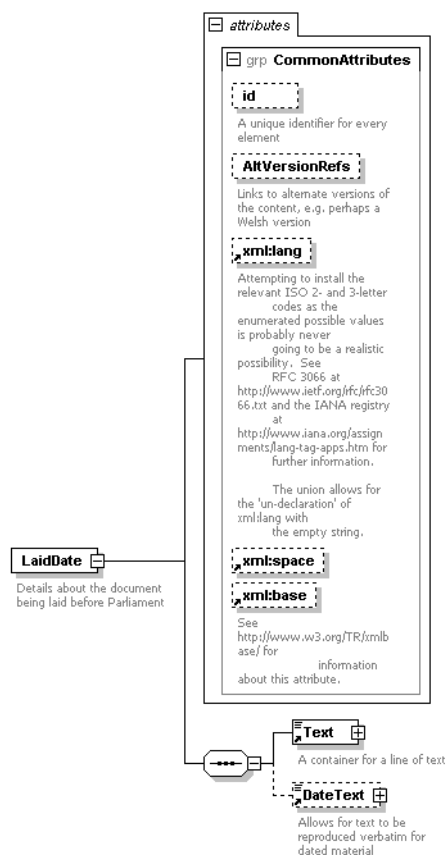 attributes
grp CommonAttributes
id
A unique identifier for every
element
AltVersionRefs
Links to alternate versions of
the content, e.g. perhaps a
Welsh version
xml:lang
Attempting to install the
relevant ISO 2- and 3-letter
codes as the
enumerated possible values
is probably never
going to be a realistic
possibility. See
RFC 3066 at
http://www.ietf.org/rfc/rfc30
66.txt and the IANA registry
at
http://www.iana.org/assign
ments/lang-tag-apps.htm for
further information.
The union allows for
the 'un-declaration' of
xml:lang with
the empty string.
xml:space
xml:base
See
http://www.w3.org/TR/xmlb
ase/ for
information
about this attribute.
LaidDate
Details about the document
being laid before Parliament
Text
A container for a line of text
DateText
Allows for text to be
reproduced verbatim for
dated material